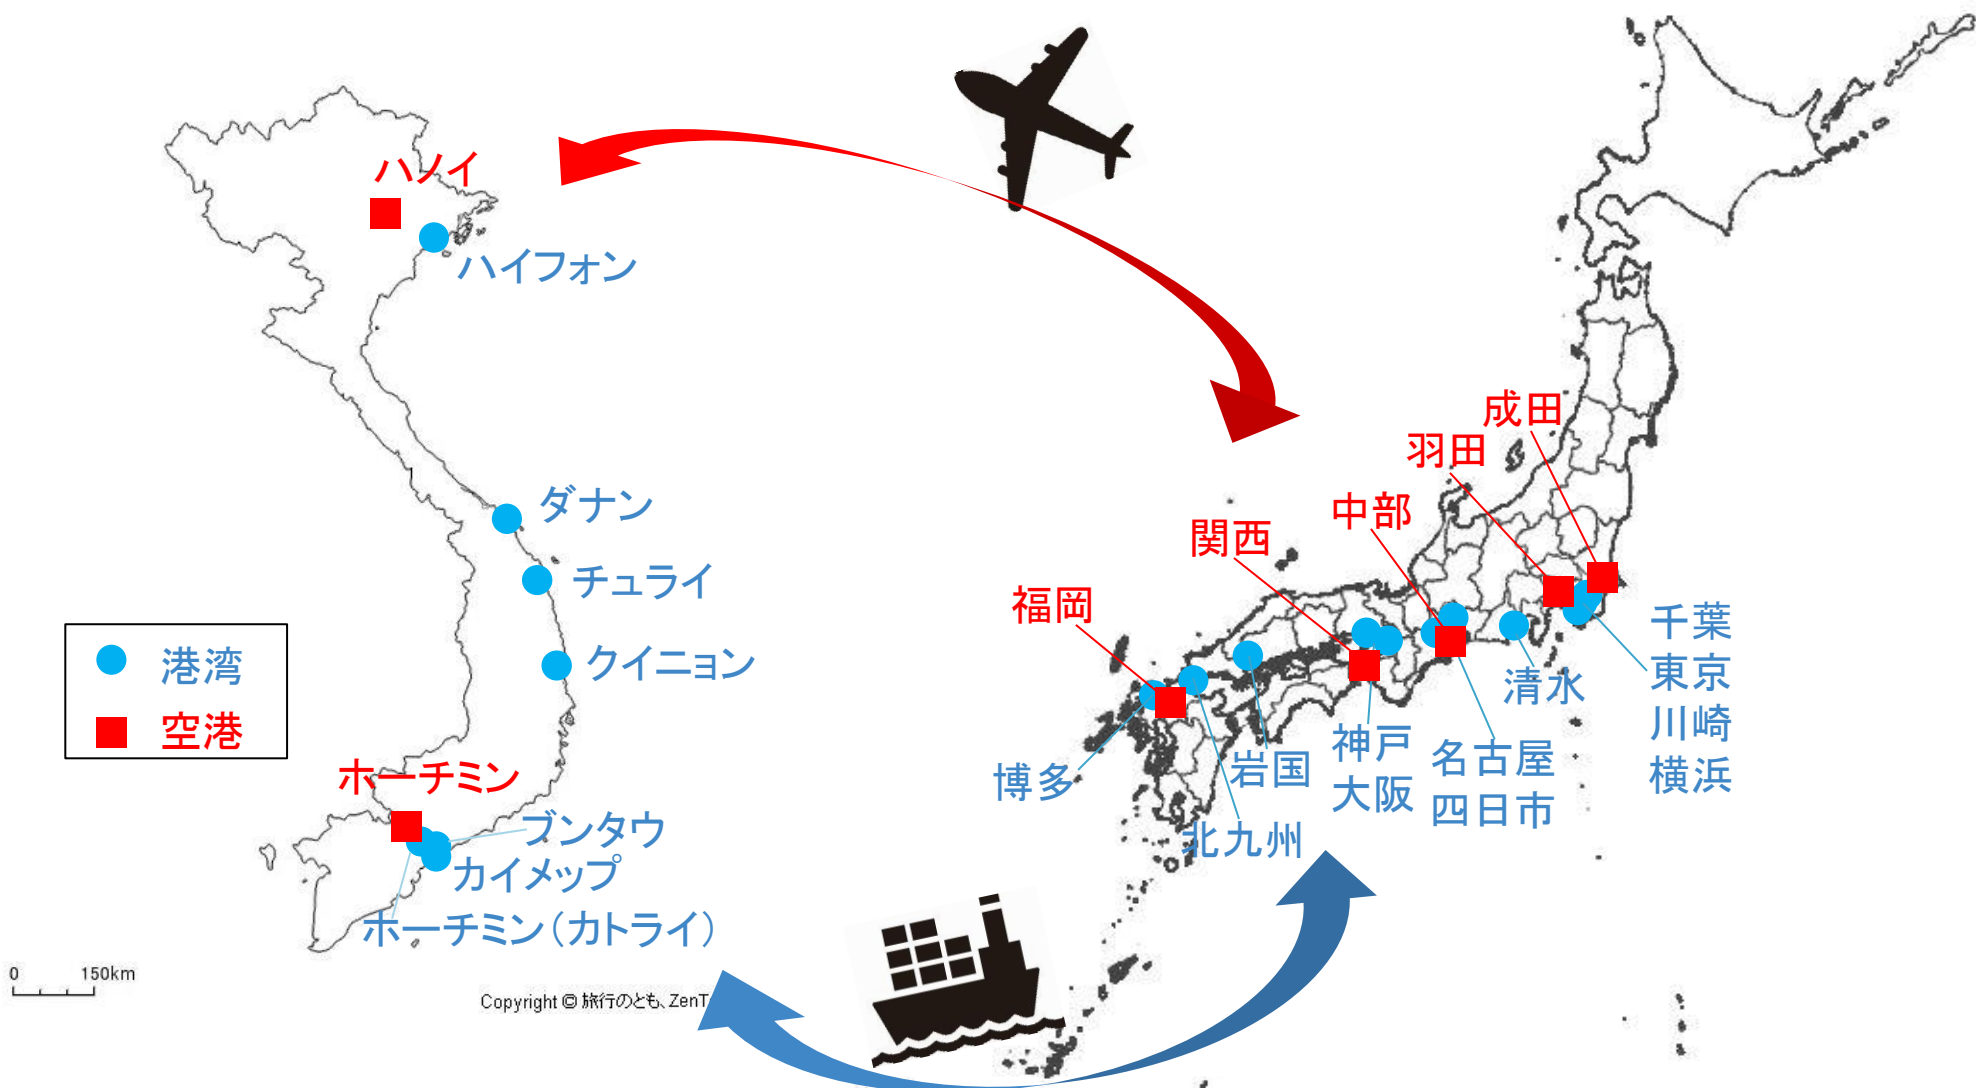 ハノイ
ハイフォン
ダナン
チュライ
クイニョン
港湾
空港
ホーチミン
ブンタウ
カイメップ
ホーチミン（カトライ）
0 150km
Copyright © 旅行のとも、ZenT
成田
羽田
中部
関西
福岡
千葉
東京
川崎
横浜
清水
名古屋
四日市
神戸
大阪
岩国
北九州
博多